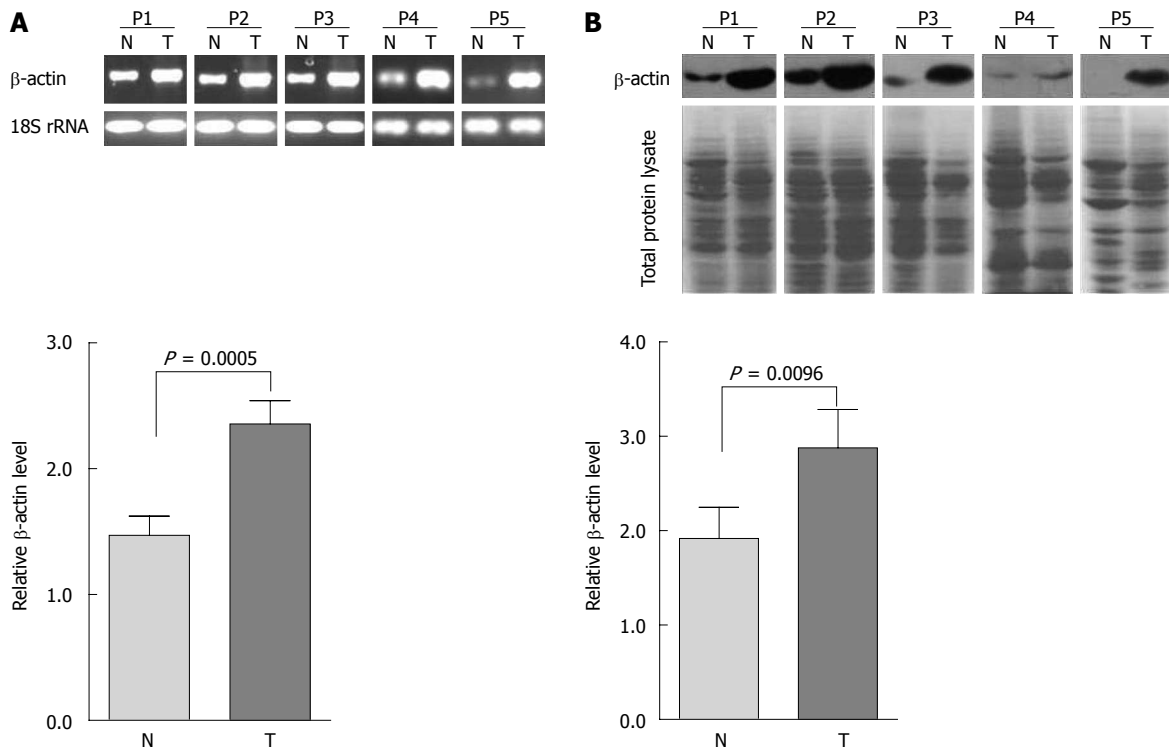 A
P1 P2 P3 P4 P5
N T N T N T N T N T
β-actin
18S rRNA
3.0
2.0
1.0
0.0
Relative β-actin level
P = 0.0005
N T
B
P1 P2 P3 P4 P5
N T N T N T N T N T
β-actin
Total protein lysate
4.0
3.0
2.0
1.0
0.0
Relative β-actin level
P = 0.0096
N T